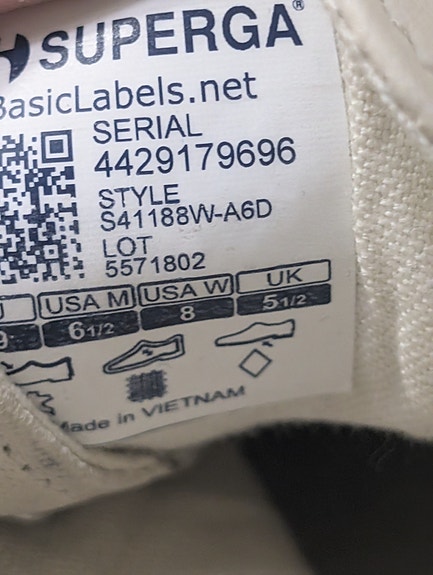 SUPERGA®
BasicLabels.net
SERIAL
4429179696
STYLE
S41188W-A6D
LOT
5571802
USA M USA W UK
6 1/2 8 5 1/2
Made in VIETNAM